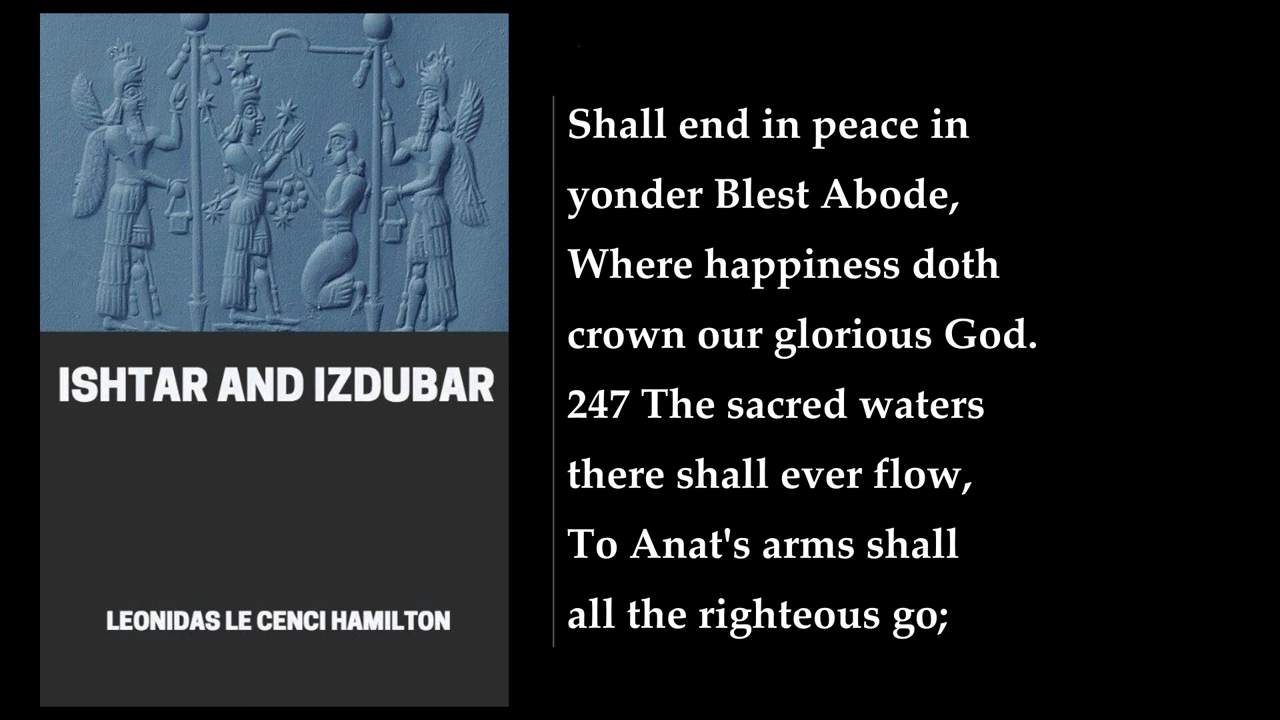 ISHTAR AND IZDUBAR
LEONIDAS LE CENCI HAMILTON
Shall end in peace in
yonder Blest Abode,
Where happiness doth
crown our glorious God.
247 The sacred waters
there shall ever flow,
To Anat's arms shall
all the righteous go;